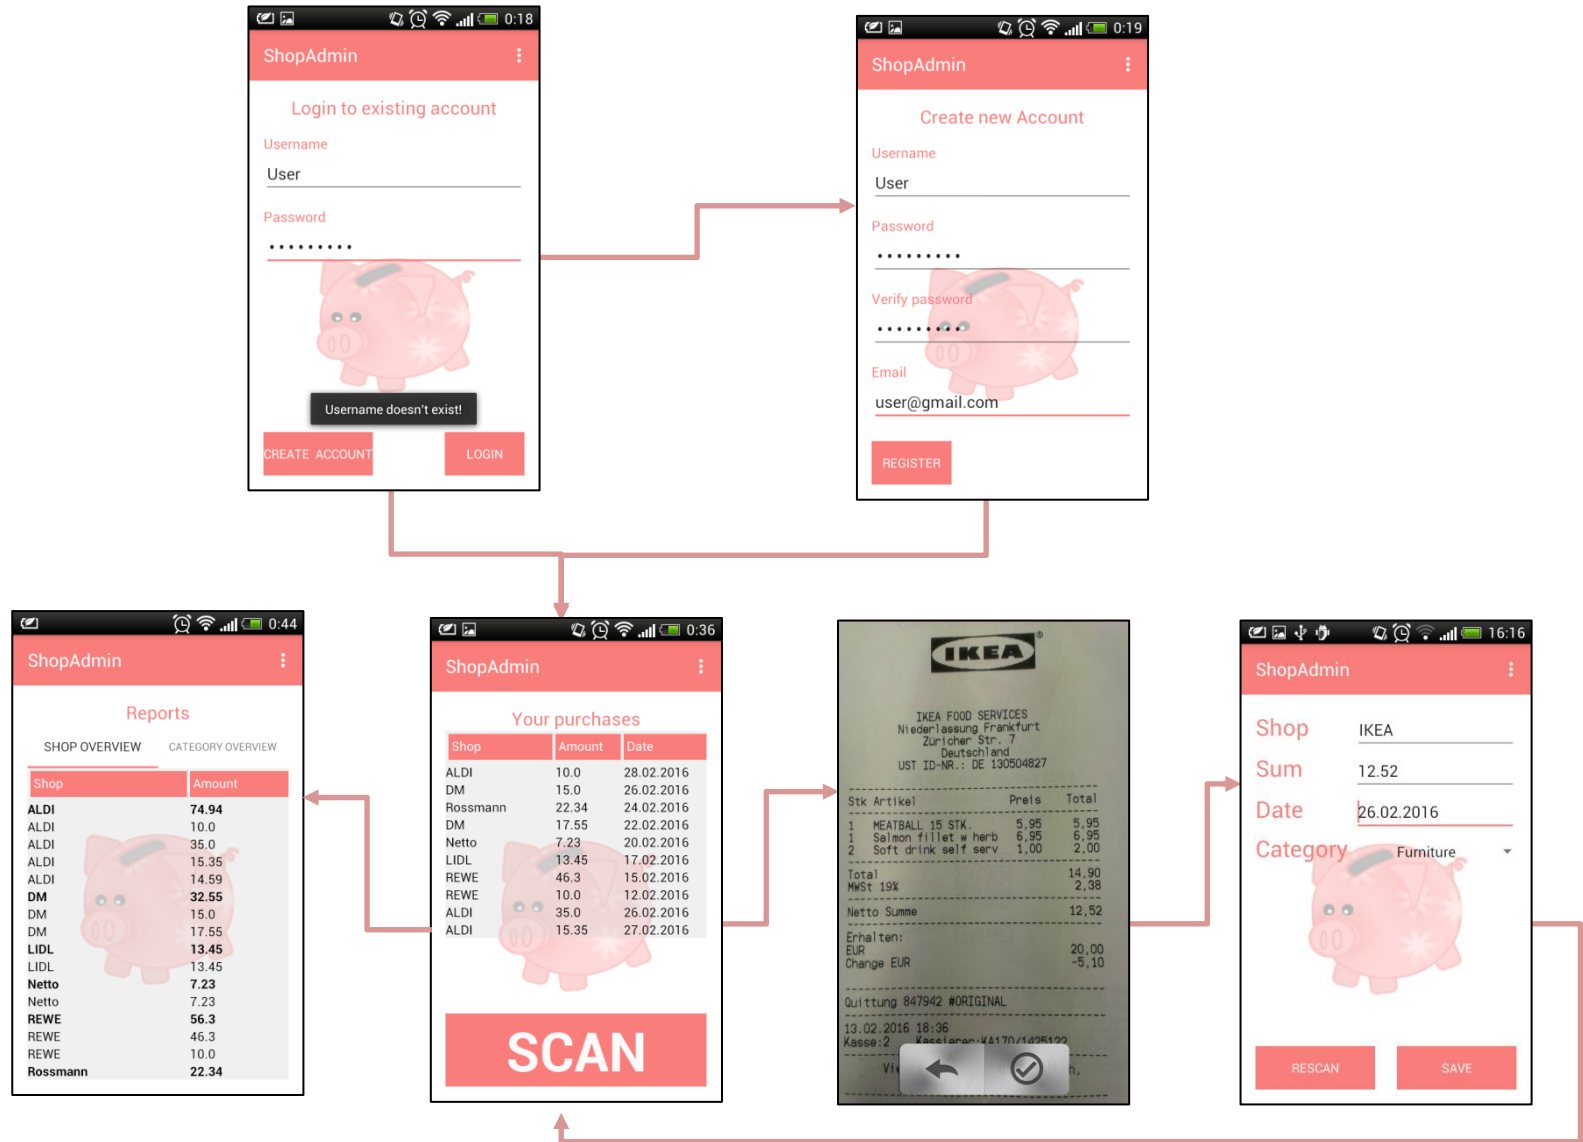 0:18
ShopAdmin
Login to existing account
Username
User
Password
Username doesn't exist!
CREATE ACCOUNT
LOGIN
0:19
ShopAdmin
Create new Account
Username
User
Password
Verify password
Email
user@gmail.com
REGISTER
0:44
ShopAdmin
Reports
SHOP OVERVIEW CATEGORY OVERVIEW
Shop Amount
ALDI 74.94
ALDI 10.0
ALDI 35.0
ALDI 15.35
ALDI 14.59
DM 32.55
DM 15.0
DM 17.55
LIDL 13.45
LIDL 13.45
Netto 7.23
Netto 7.23
REWE 56.3
REWE 46.3
REWE 10.0
Rossmann 22.34
0:36
ShopAdmin
Your purchases
Shop Amount Date
ALDI 10.0 28.02.2016
DM 15.0 26.02.2016
Rossmann 22.34 24.02.2016
DM 17.55 22.02.2016
Netto 7.23 20.02.2016
LIDL 13.45 17.02.2016
REWE 46.3 15.02.2016
REWE 10.0 12.02.2016
ALDI 35.0 26.02.2016
ALDI 15.35 27.02.2016
SCAN
IKEA
IKEA FOOD SERVICES
Niederlassung Frankfurt
Züricher Str. 7
Deutschland
UST ID-NR.: DE 130504827
Stk Artikel Preis Total
1 MEATBALL 15 STK. 5,95 5,95
1 Salmon fillet w herb 6,95 6,95
2 Soft drink self serv 1,00 2,00
Total 14,90
MWSt 19% 2,38
Netto Summe 12,52
Erhalten:
EUR 20,00
Change EUR -5,10
Quittung 847942 #ORIGINAL
13.02.2016 18:36
Kasse:2 Kassierer:KA170/1425122
16:16
ShopAdmin
Shop IKEA
Sum 12.52
Date 26.02.2016
Category Furniture
RESCAN
SAVE